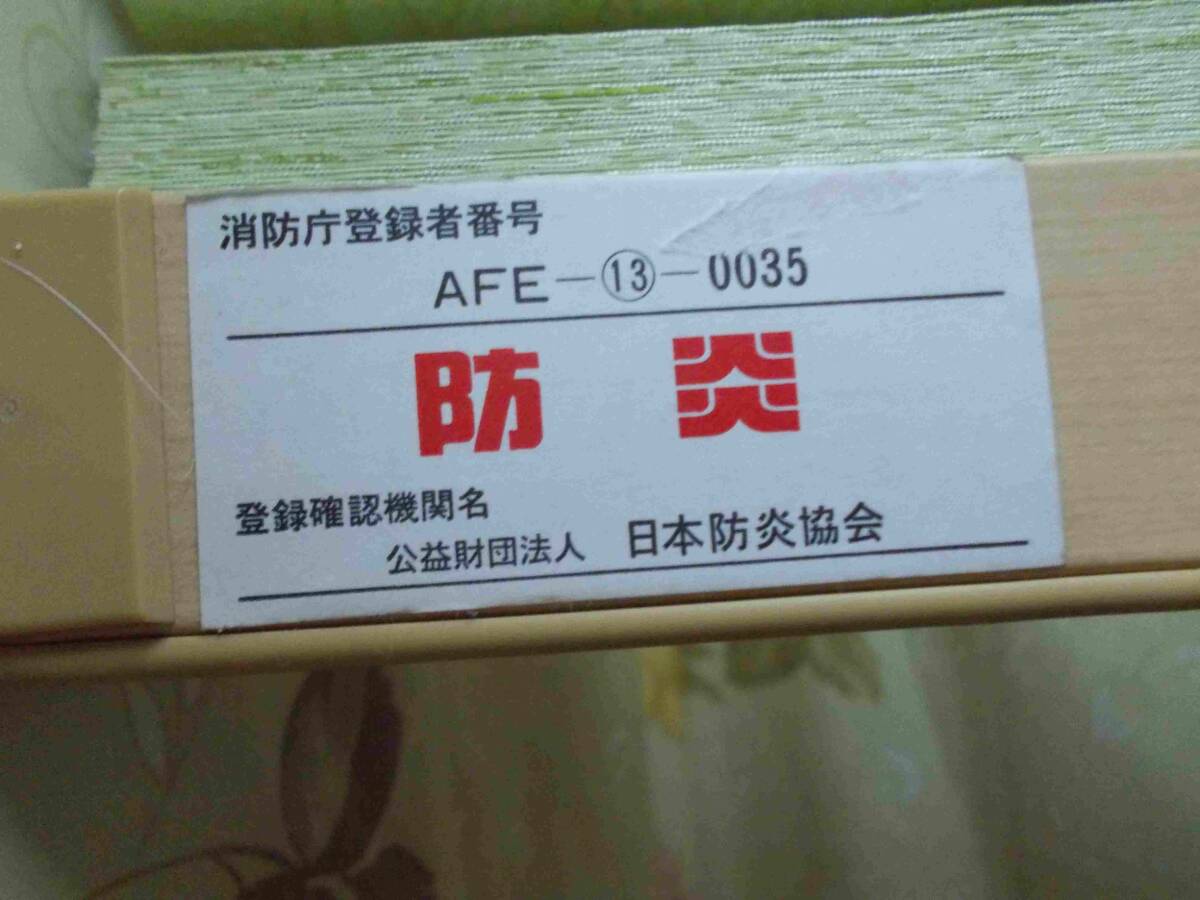 消防庁登録者番号
AFE－⑬－0035
防炎
登録確認機関名
公益財団法人 日本防炎協会